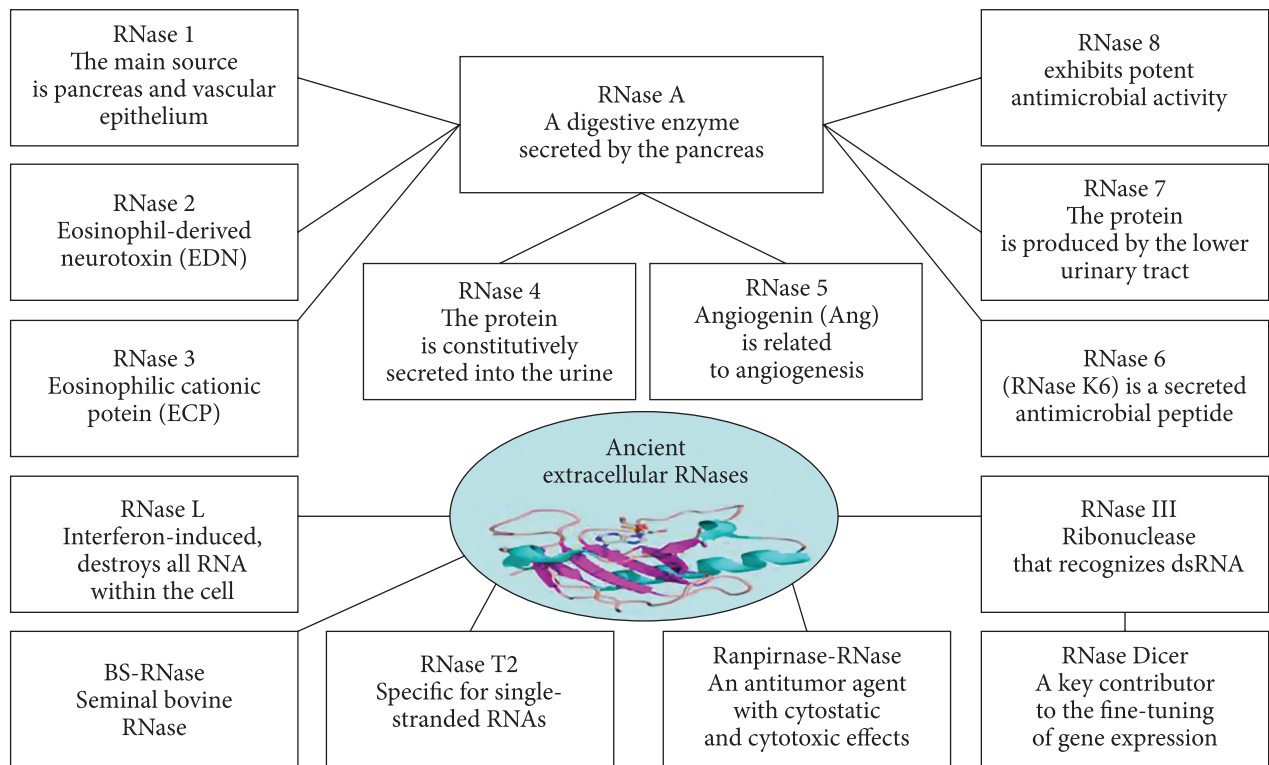 RNase 1
The main source
is pancreas and vascular
epithelium
RNase A
A digestive enzyme
secreted by the pancreas
RNase 8
exhibits potent
antimicrobial activity
RNase 2
Eosinophil-derived
neurotoxin (EDN)
RNase 7
The protein
is produced by the lower
urinary tract
RNase 3
Eosinophilic cationic
potein (ECP)
RNase 4
The protein
is constitutively
secreted into the urine
RNase 5
Angiogenin (Ang)
is related
to angiogenesis
RNase 6
(RNase K6) is a secreted
antimicrobial peptide
Ancient
extracellular RNases
RNase L
Interferon-induced,
destroys all RNA
within the cell
RNase III
Ribonuclease
that recognizes dsRNA
BS-RNase
Seminal bovine
RNase
RNase T2
Specific for single-
stranded RNAs
Ranpirnase-RNase
An antitumor agent
with cytostatic
and cytotoxic effects
RNase Dicer
A key contributor
to the fine-tuning
of gene expression